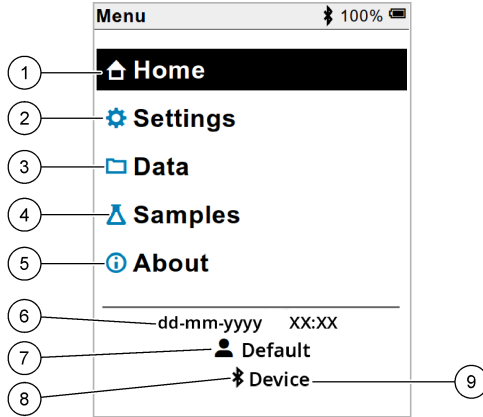 Menu 100%
1 Home
2 Settings
3 Data
4 Samples
5 About
6 dd-mm-yyyy XX:XX
7 Default
8 Device 9